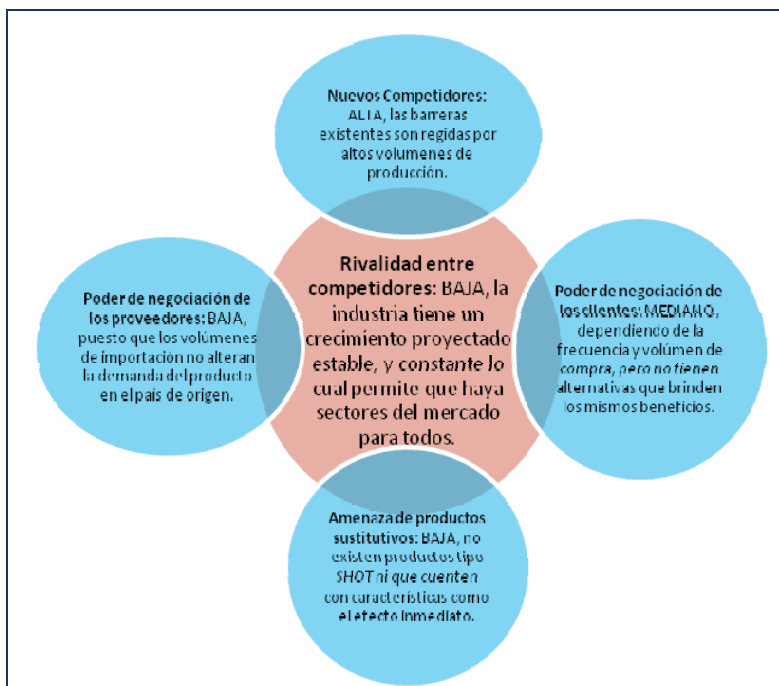 Nuevos Competidores:
ALTA, las barreras
existentes son regidas por
altos volumenes de
producción.
Rivalidad entre
competidores: BAJA, la
industria tiene un
crecimiento proyectado
estable, y constante lo
cual permite que haya
sectores del mercado
para todos.
Poder de negociación de
los proveedores: BAJA,
puesto que los volúmenes
de importación no alteran
la demanda del producto
en el país de origen.
Poder de negociación de
los clientes: MEDIANO,
dependiendo de la
frecuencia y volúmen de
compra, pero no tienen
alternativas que brinden
los mismos beneficios.
Amenaza de productos
sustitutivos: BAJA, no
existen productos tipo
SHOT ni que cuenten
con características como
el efecto inmediato.